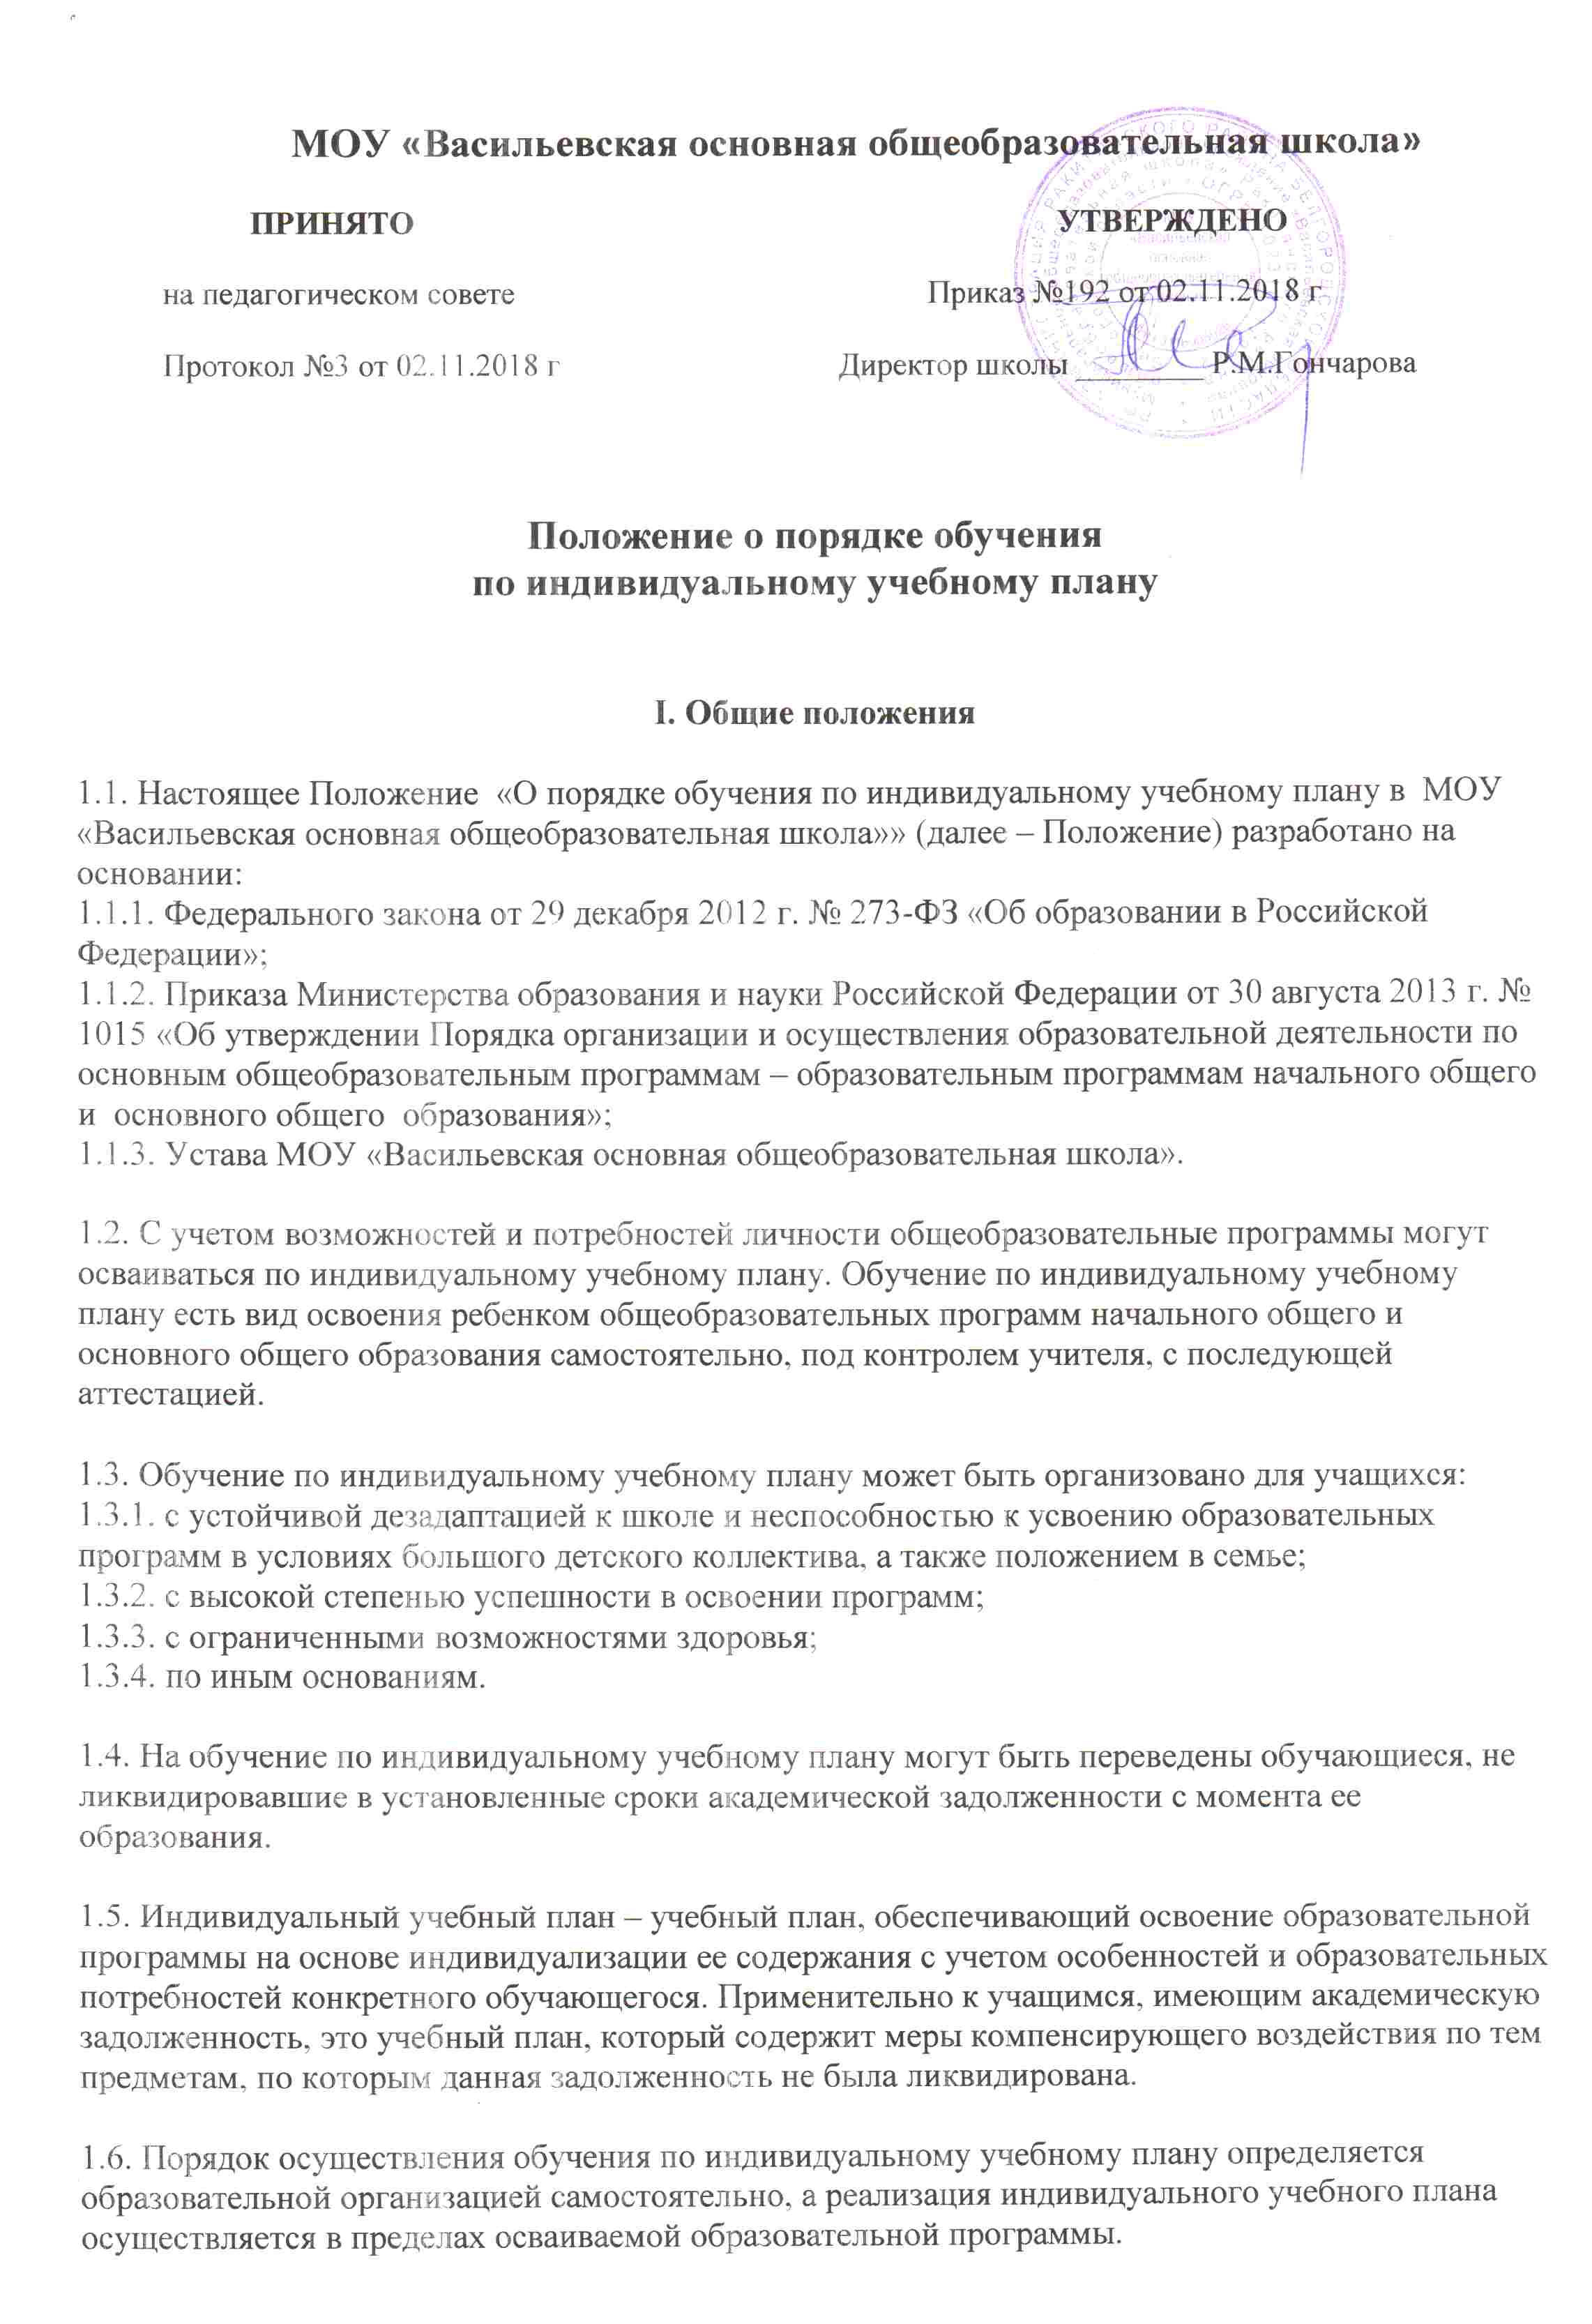 МОУ «Васильевская основная общеобразовательная школа»
ПРИНЯТО УТВЕРЖДЕНО
на педагогическом совете Приказ №192 от 02.11.2018 г
Протокол №3 от 02.11.2018 г Директор школы ________ Р.М.Гончарова
Положение о порядке обучения
по индивидуальному учебному плану
I. Общие положения
1.1. Настоящее Положение «О порядке обучения по индивидуальному учебному плану в МОУ
«Васильевская основная общеобразовательная школа»» (далее – Положение) разработано на
основании:
1.1.1. Федерального закона от 29 декабря 2012 г. № 273-ФЗ «Об образовании в Российской
Федерации»;
1.1.2. Приказа Министерства образования и науки Российской Федерации от 30 августа 2013 г. №
1015 «Об утверждении Порядка организации и осуществления образовательной деятельности по
основным общеобразовательным программам – образовательным программам начального общего
и основного общего образования»;
1.1.3. Устава МОУ «Васильевская основная общеобразовательная школа».
1.2. С учетом возможностей и потребностей личности общеобразовательные программы могут
осваиваться по индивидуальному учебному плану. Обучение по индивидуальному учебному
плану есть вид освоения ребенком общеобразовательных программ начального общего и
основного общего образования самостоятельно, под контролем учителя, с последующей
аттестацией.
1.3. Обучение по индивидуальному учебному плану может быть организовано для учащихся:
1.3.1. с устойчивой дезадаптацией к школе и неспособностью к усвоению образовательных
программ в условиях большого детского коллектива, а также положением в семье;
1.3.2. с высокой степенью успешности в освоении программ;
1.3.3. с ограниченными возможностями здоровья;
1.3.4. по иным основаниям.
1.4. На обучение по индивидуальному учебному плану могут быть переведены обучающиеся, не
ликвидировавшие в установленные сроки академической задолженности с момента ее
образования.
1.5. Индивидуальный учебный план – учебный план, обеспечивающий освоение образовательной
программы на основе индивидуализации ее содержания с учетом особенностей и образовательных
потребностей конкретного обучающегося. Применительно к учащимся, имеющим академическую
задолженность, это учебный план, который содержит меры компенсирующего воздействия по тем
предметам, по которым данная задолженность не была ликвидирована.
1.6. Порядок осуществления обучения по индивидуальному учебному плану определяется
образовательной организацией самостоятельно, а реализация индивидуального учебного плана
осуществляется в пределах осваиваемой образовательной программы.